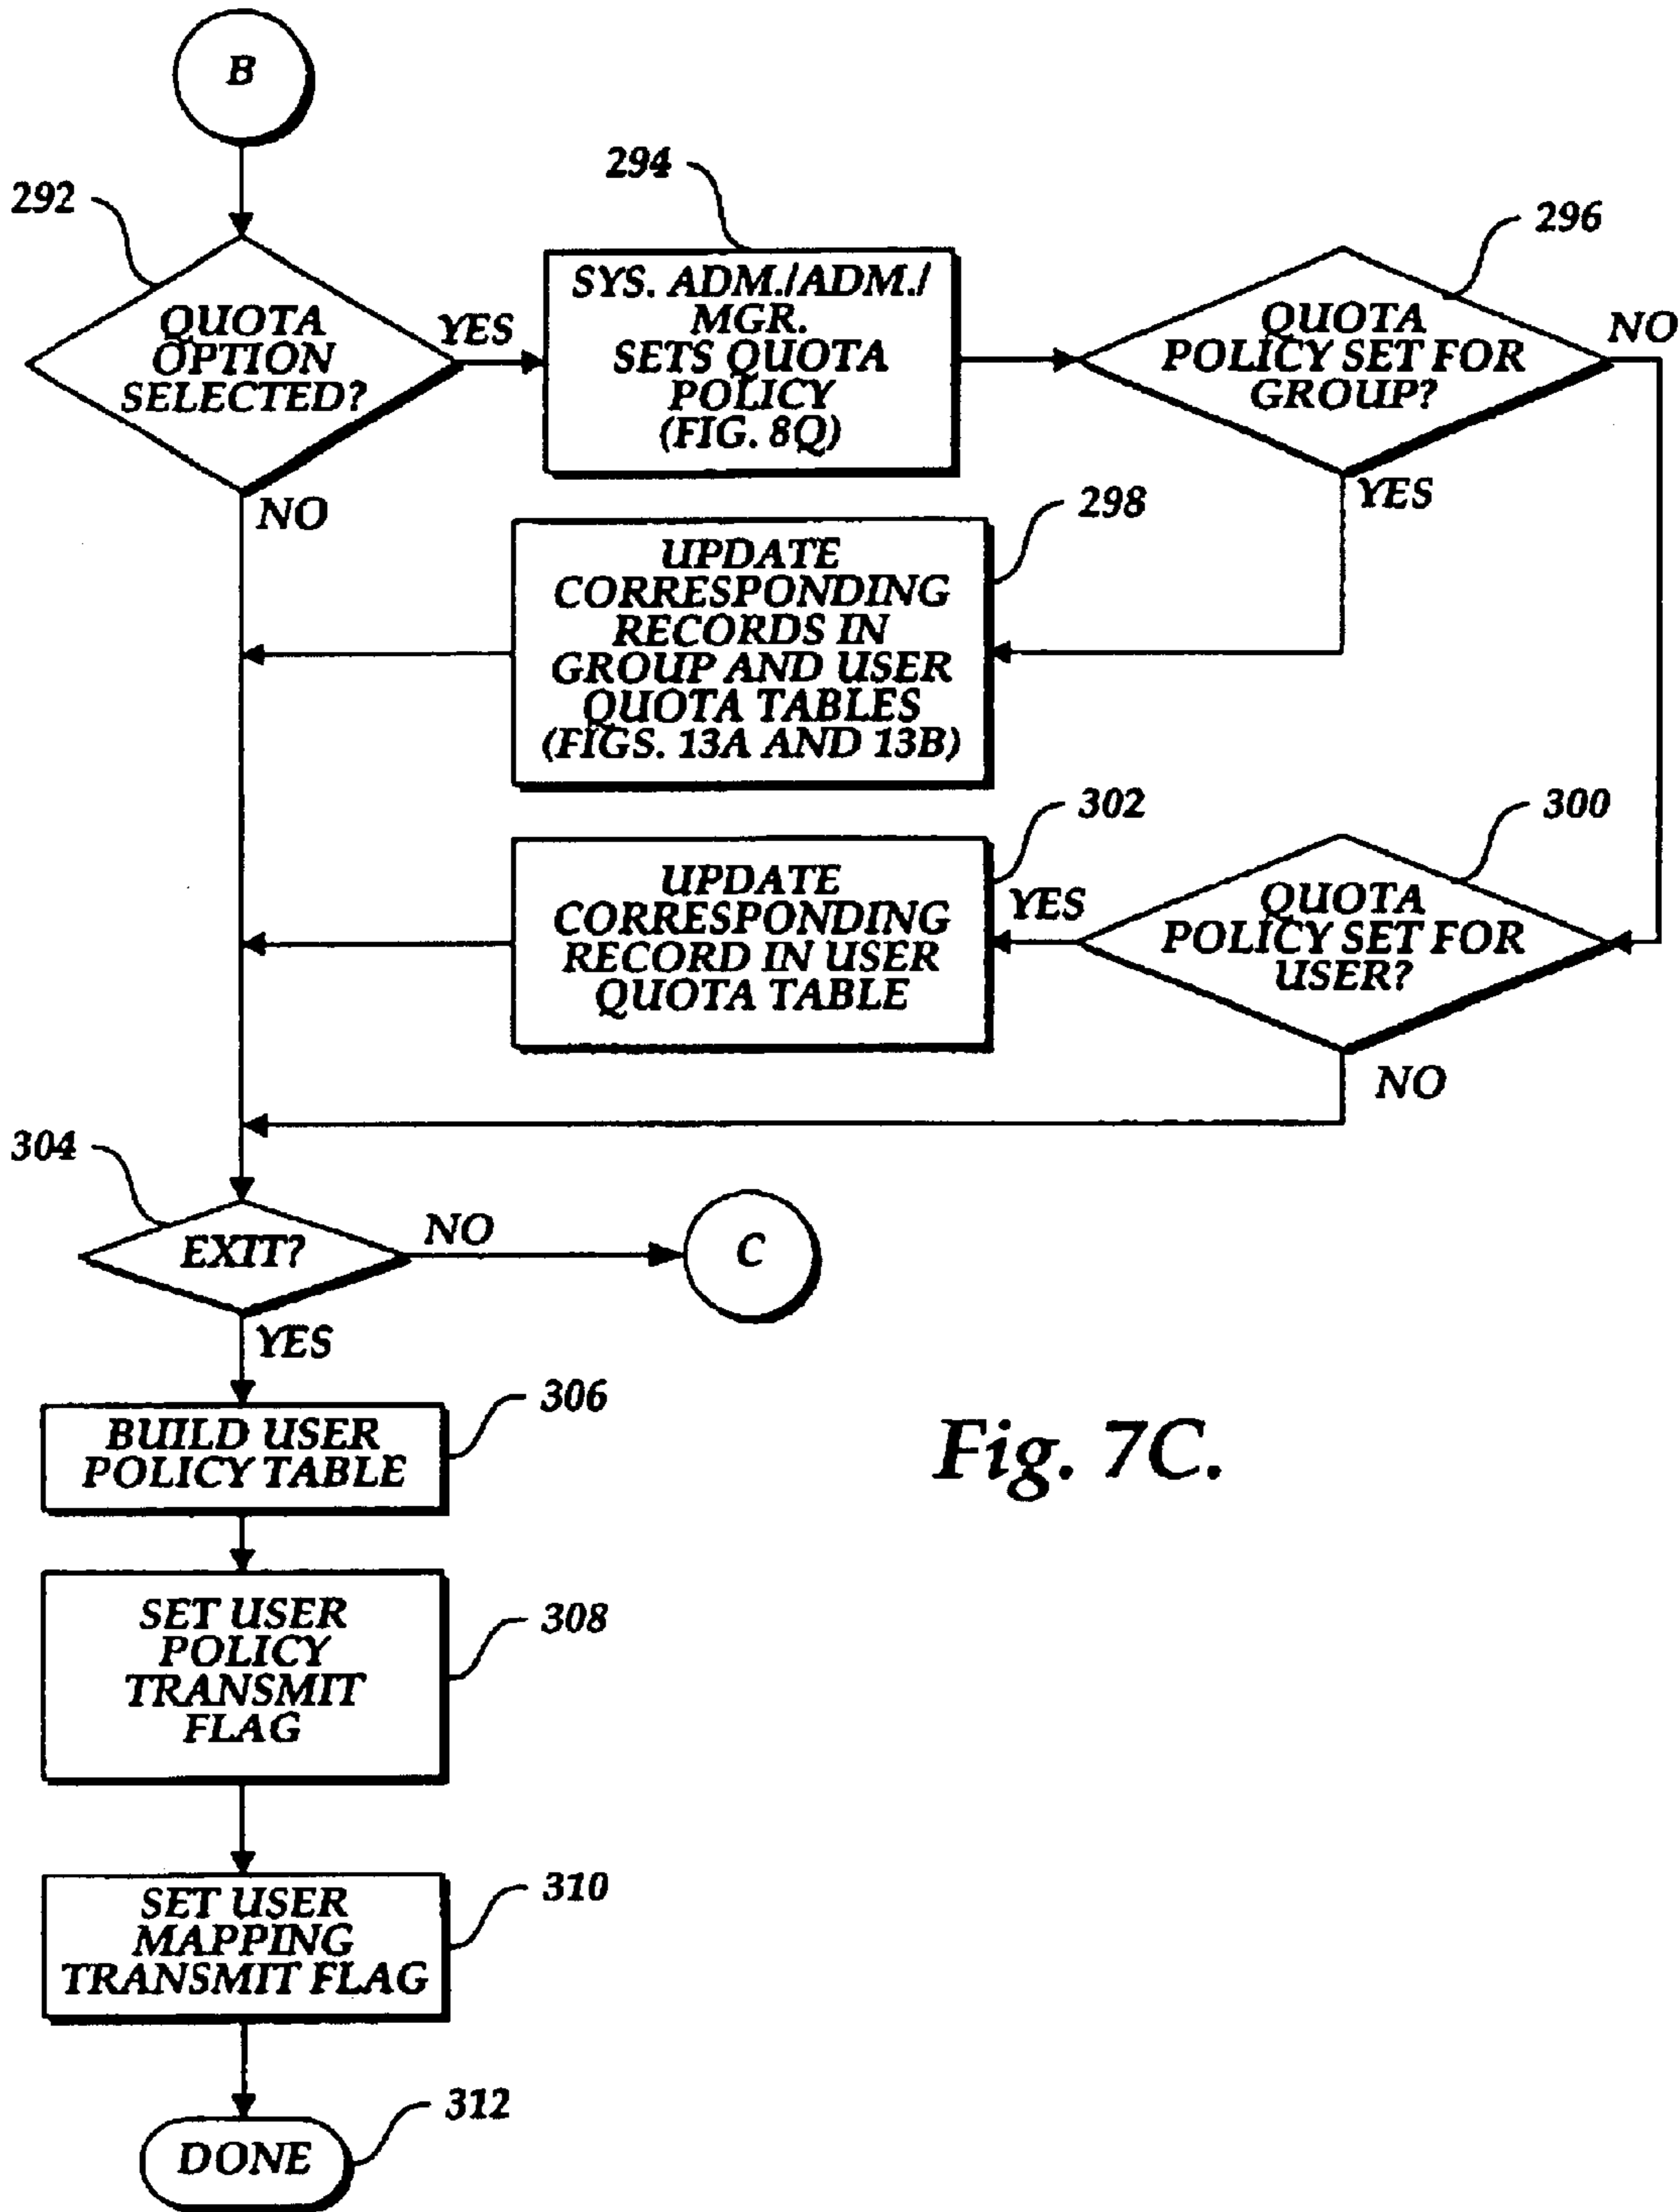 B
292
294
296
QUOTA
OPTION
SELECTED?
YES
NO
SYS. ADM./ADM./
MGR.
SETS QUOTA
POLICY
(FIG. 8Q)
QUOTA
POLICY SET FOR
GROUP?
NO
YES
298
UPDATE
CORRESPONDING
RECORDS IN
GROUP AND USER
QUOTA TABLES
(FIGS. 13A AND 13B)
302
300
UPDATE
CORRESPONDING
RECORD IN USER
QUOTA TABLE
YES
QUOTA
POLICY SET FOR
USER?
NO
304
EXIT?
NO
C
YES
306
BUILD USER
POLICY TABLE
Fig. 7C.
308
SET USER
POLICY
TRANSMIT
FLAG
310
SET USER
MAPPING
TRANSMIT FLAG
312
DONE